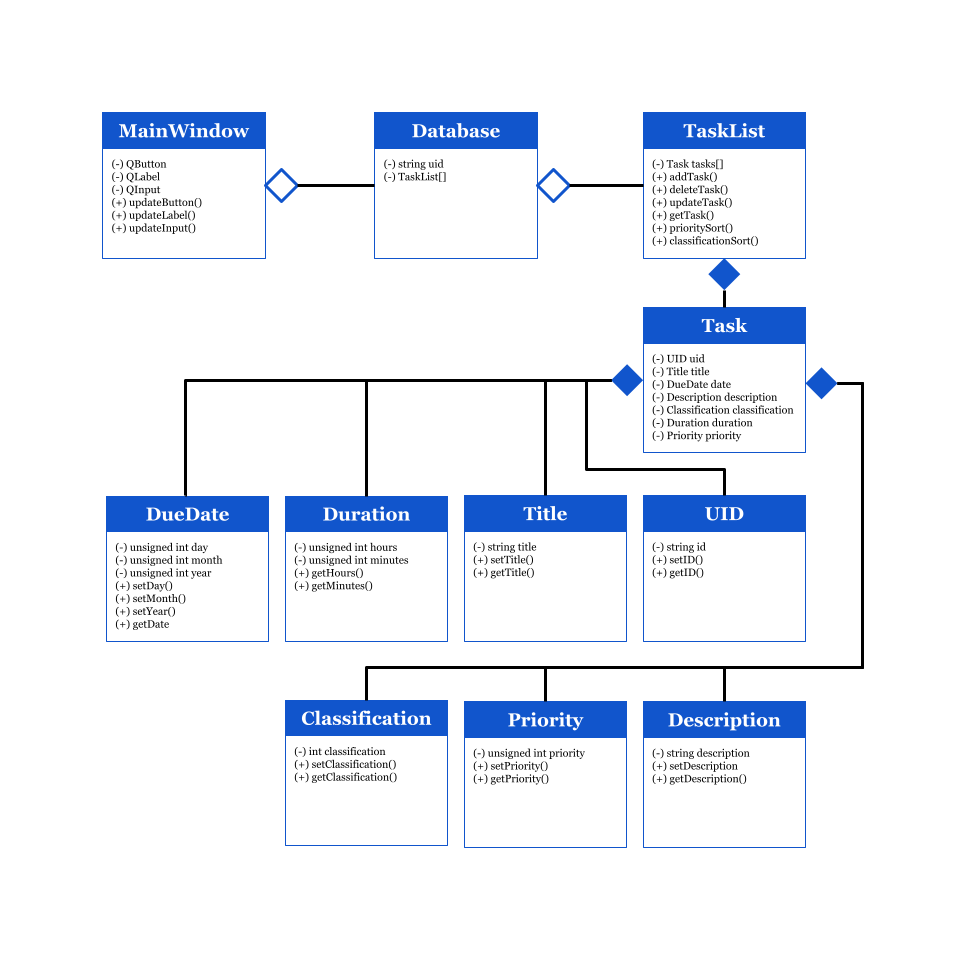 MainWindow
(-) QButton
(-) QLabel
(-) QInput
(+) updateButton()
(+) updateLabel()
(+) updateInput()
Database
(-) string uid
(-) TaskList[]
TaskList
(-) Task tasks[]
(+) addTask()
(+) deleteTask()
(+) updateTask()
(+) getTask()
(+) prioritySort()
(+) classificationSort()
Task
(-) UID uid
(-) Title title
(-) DueDate date
(-) Description description
(-) Classification classification
(-) Duration duration
(-) Priority priority
DueDate
(-) unsigned int day
(-) unsigned int month
(-) unsigned int year
(+) setDay()
(+) setMonth()
(+) setYear()
(+) getDate
Duration
(-) unsigned int hours
(-) unsigned int minutes
(+) getHours()
(+) getMinutes()
Title
(-) string title
(+) setTitle()
(+) getTitle()
UID
(-) string id
(+) setID()
(+) getID()
Classification
(-) int classification
(+) setClassification()
(+) getClassification()
Priority
(-) unsigned int priority
(+) setPriority()
(+) getPriority()
Description
(-) string description
(+) setDescription
(+) getDescription()